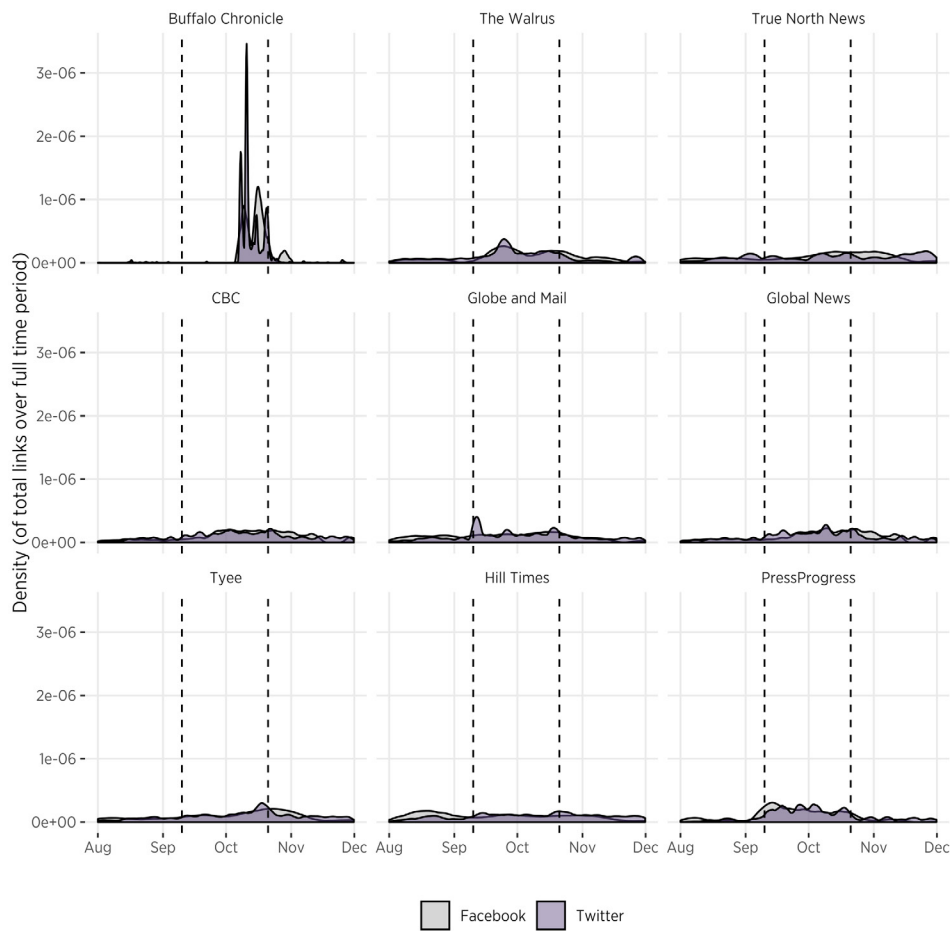 Buffalo Chronicle The Walrus True North News
3e-06
2e-06
1e-06
0e+00
CBC Globe and Mail Global News
3e-06
2e-06
1e-06
0e+00
Tyee Hill Times PressProgress
3e-06
2e-06
1e-06
0e+00
Aug Sep Oct Nov Dec Aug Sep Oct Nov Dec Aug Sep Oct Nov Dec
Density (of total links over full time period)
Facebook Twitter